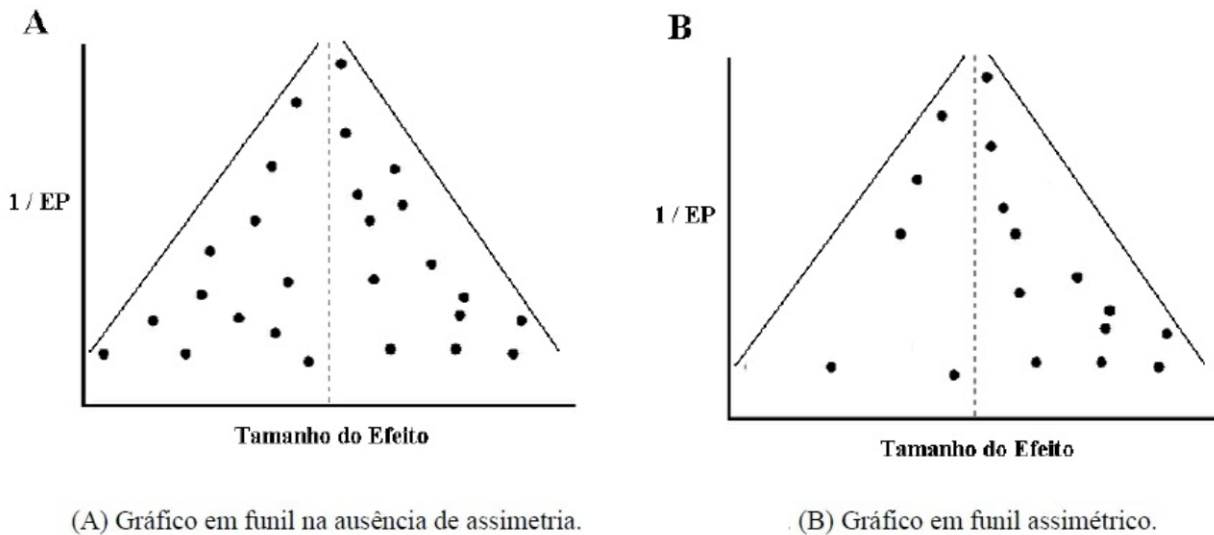 A
1 / EP
Tamanho do Efeito
(A) Gráfico em funil na ausência de assimetria.
B
1 / EP
Tamanho do Efeito
. (B) Gráfico em funil assimétrico.